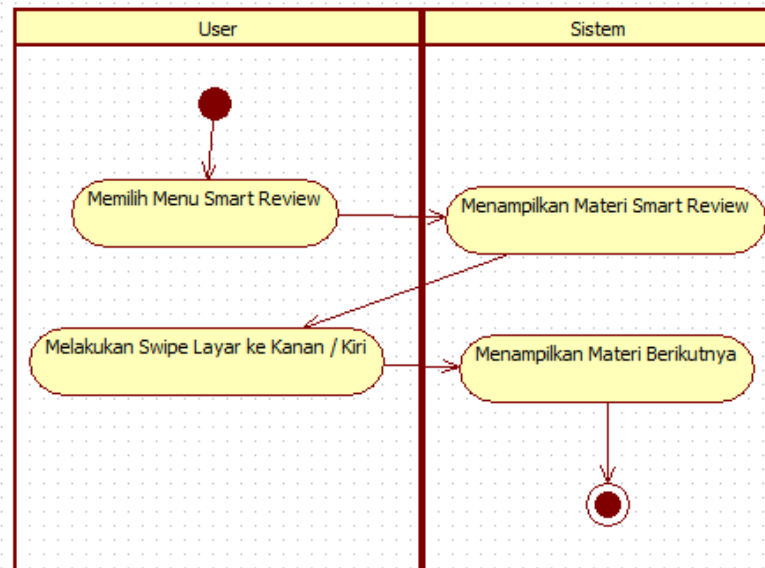 User
Sistem
Memilih Menu Smart Review
Menampilkan Materi Smart Review
Melakukan Swipe Layar ke Kanan / Kiri
Menampilkan Materi Berikutnya